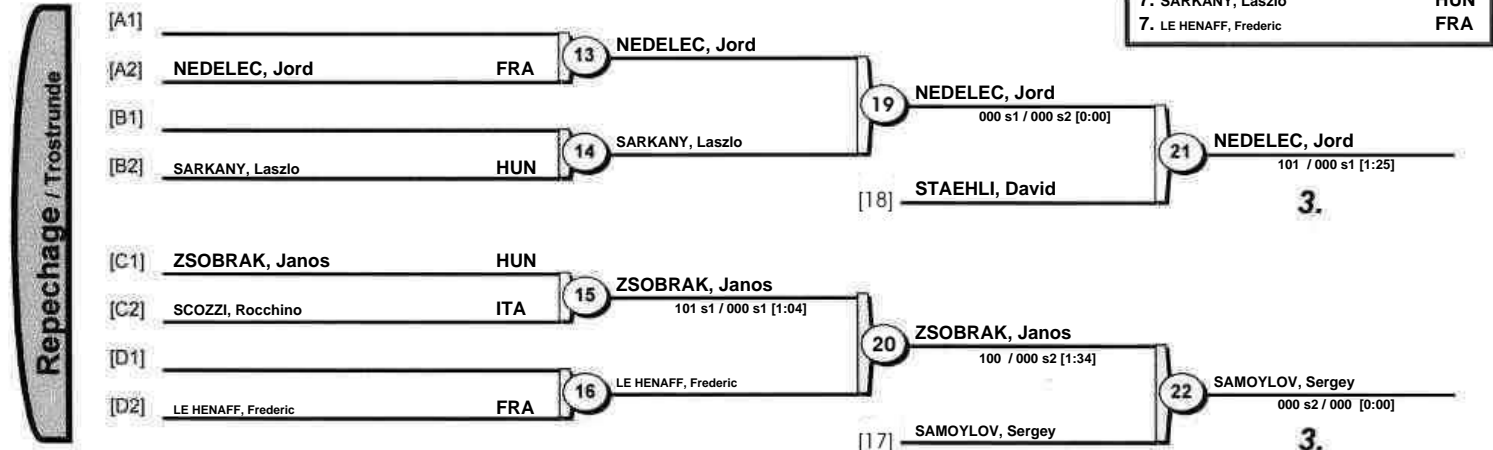 7. SARKANY, Laszlo HUN
7. LE HENAFF, Frederic FRA
Repechage / Trostrunde
[A1]
[A2] NEDELEC, Jord FRA
13 NEDELEC, Jord
[B1]
[B2] SARKANY, Laszlo HUN
14 SARKANY, Laszlo
19 NEDELEC, Jord
000 s1 / 000 s2 [0:00]
[18] STAEHLI, David
21 NEDELEC, Jord
101 / 000 s1 [1:25]
3.
[C1] ZSOBRAK, Janos HUN
[C2] SCOZZI, Rocchino ITA
15 ZSOBRAK, Janos
101 s1 / 000 s1 [1:04]
[D1]
[D2] LE HENAFF, Frederic FRA
16 LE HENAFF, Frederic
20 ZSOBRAK, Janos
100 / 000 s2 [1:34]
[17] SAMOYLOV, Sergey
22 SAMOYLOV, Sergey
000 s2 / 000 [0:00]
3.